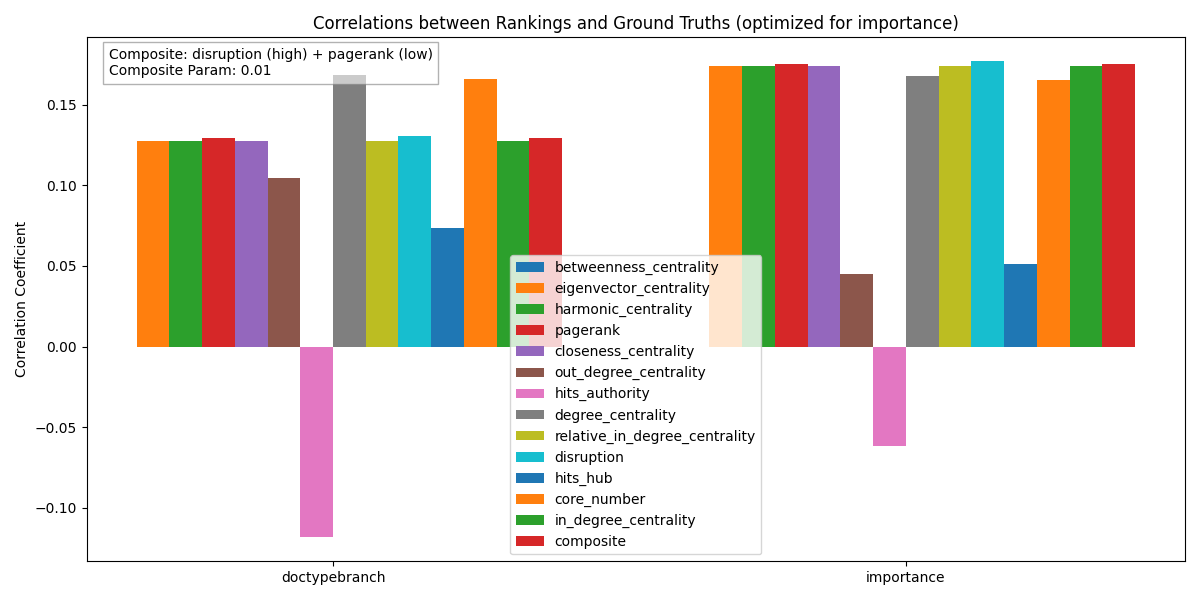 Correlations between Rankings and Ground Truths (optimized for importance)
Composite: disruption (high) + pagerank (low)
Composite Param: 0.01
Correlation Coefficient
0.15
0.10
0.05
0.00
−0.05
−0.10
betweenness_centrality
eigenvector_centrality
harmonic_centrality
pagerank
closeness_centrality
out_degree_centrality
hits_authority
degree_centrality
relative_in_degree_centrality
disruption
hits_hub
core_number
in_degree_centrality
composite
doctypebranch
importance